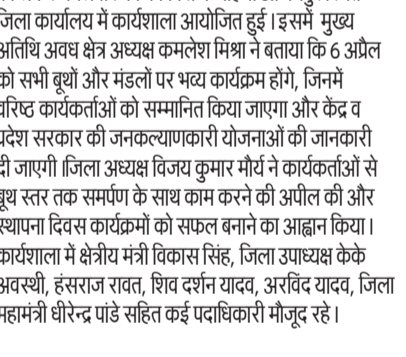 जिला कार्यालय में कार्यशाला आयोजित हुई । इसमें मुख्य
अतिथि अवध क्षेत्र अध्यक्ष कमलेश मिश्रा ने बताया कि 6 अप्रैल
को सभी बूथों और मंडलों पर भव्य कार्यक्रम होंगे, जिनमें
वरिष्ठ कार्यकर्ताओं को सम्मानित किया जाएगा और केंद्र व
प्रदेश सरकार की जनकल्याणकारी योजनाओं की जानकारी
दी जाएगी ।जिला अध्यक्ष विजय कुमार मौर्य ने कार्यकर्ताओं से
बूथ स्तर तक समर्पण के साथ काम करने की अपील की और
स्थापना दिवस कार्यक्रमों को सफल बनाने का आह्वान किया ।
कार्यशाला में क्षेत्रीय मंत्री विकास सिंह, जिला उपाध्यक्ष केके
अवस्थी, हंसराज रावत, शिव दर्शन यादव, अरविंद यादव, जिला
महामंत्री धीरेन्द्र पांडे सहित कई पदाधिकारी मौजूद रहे ।